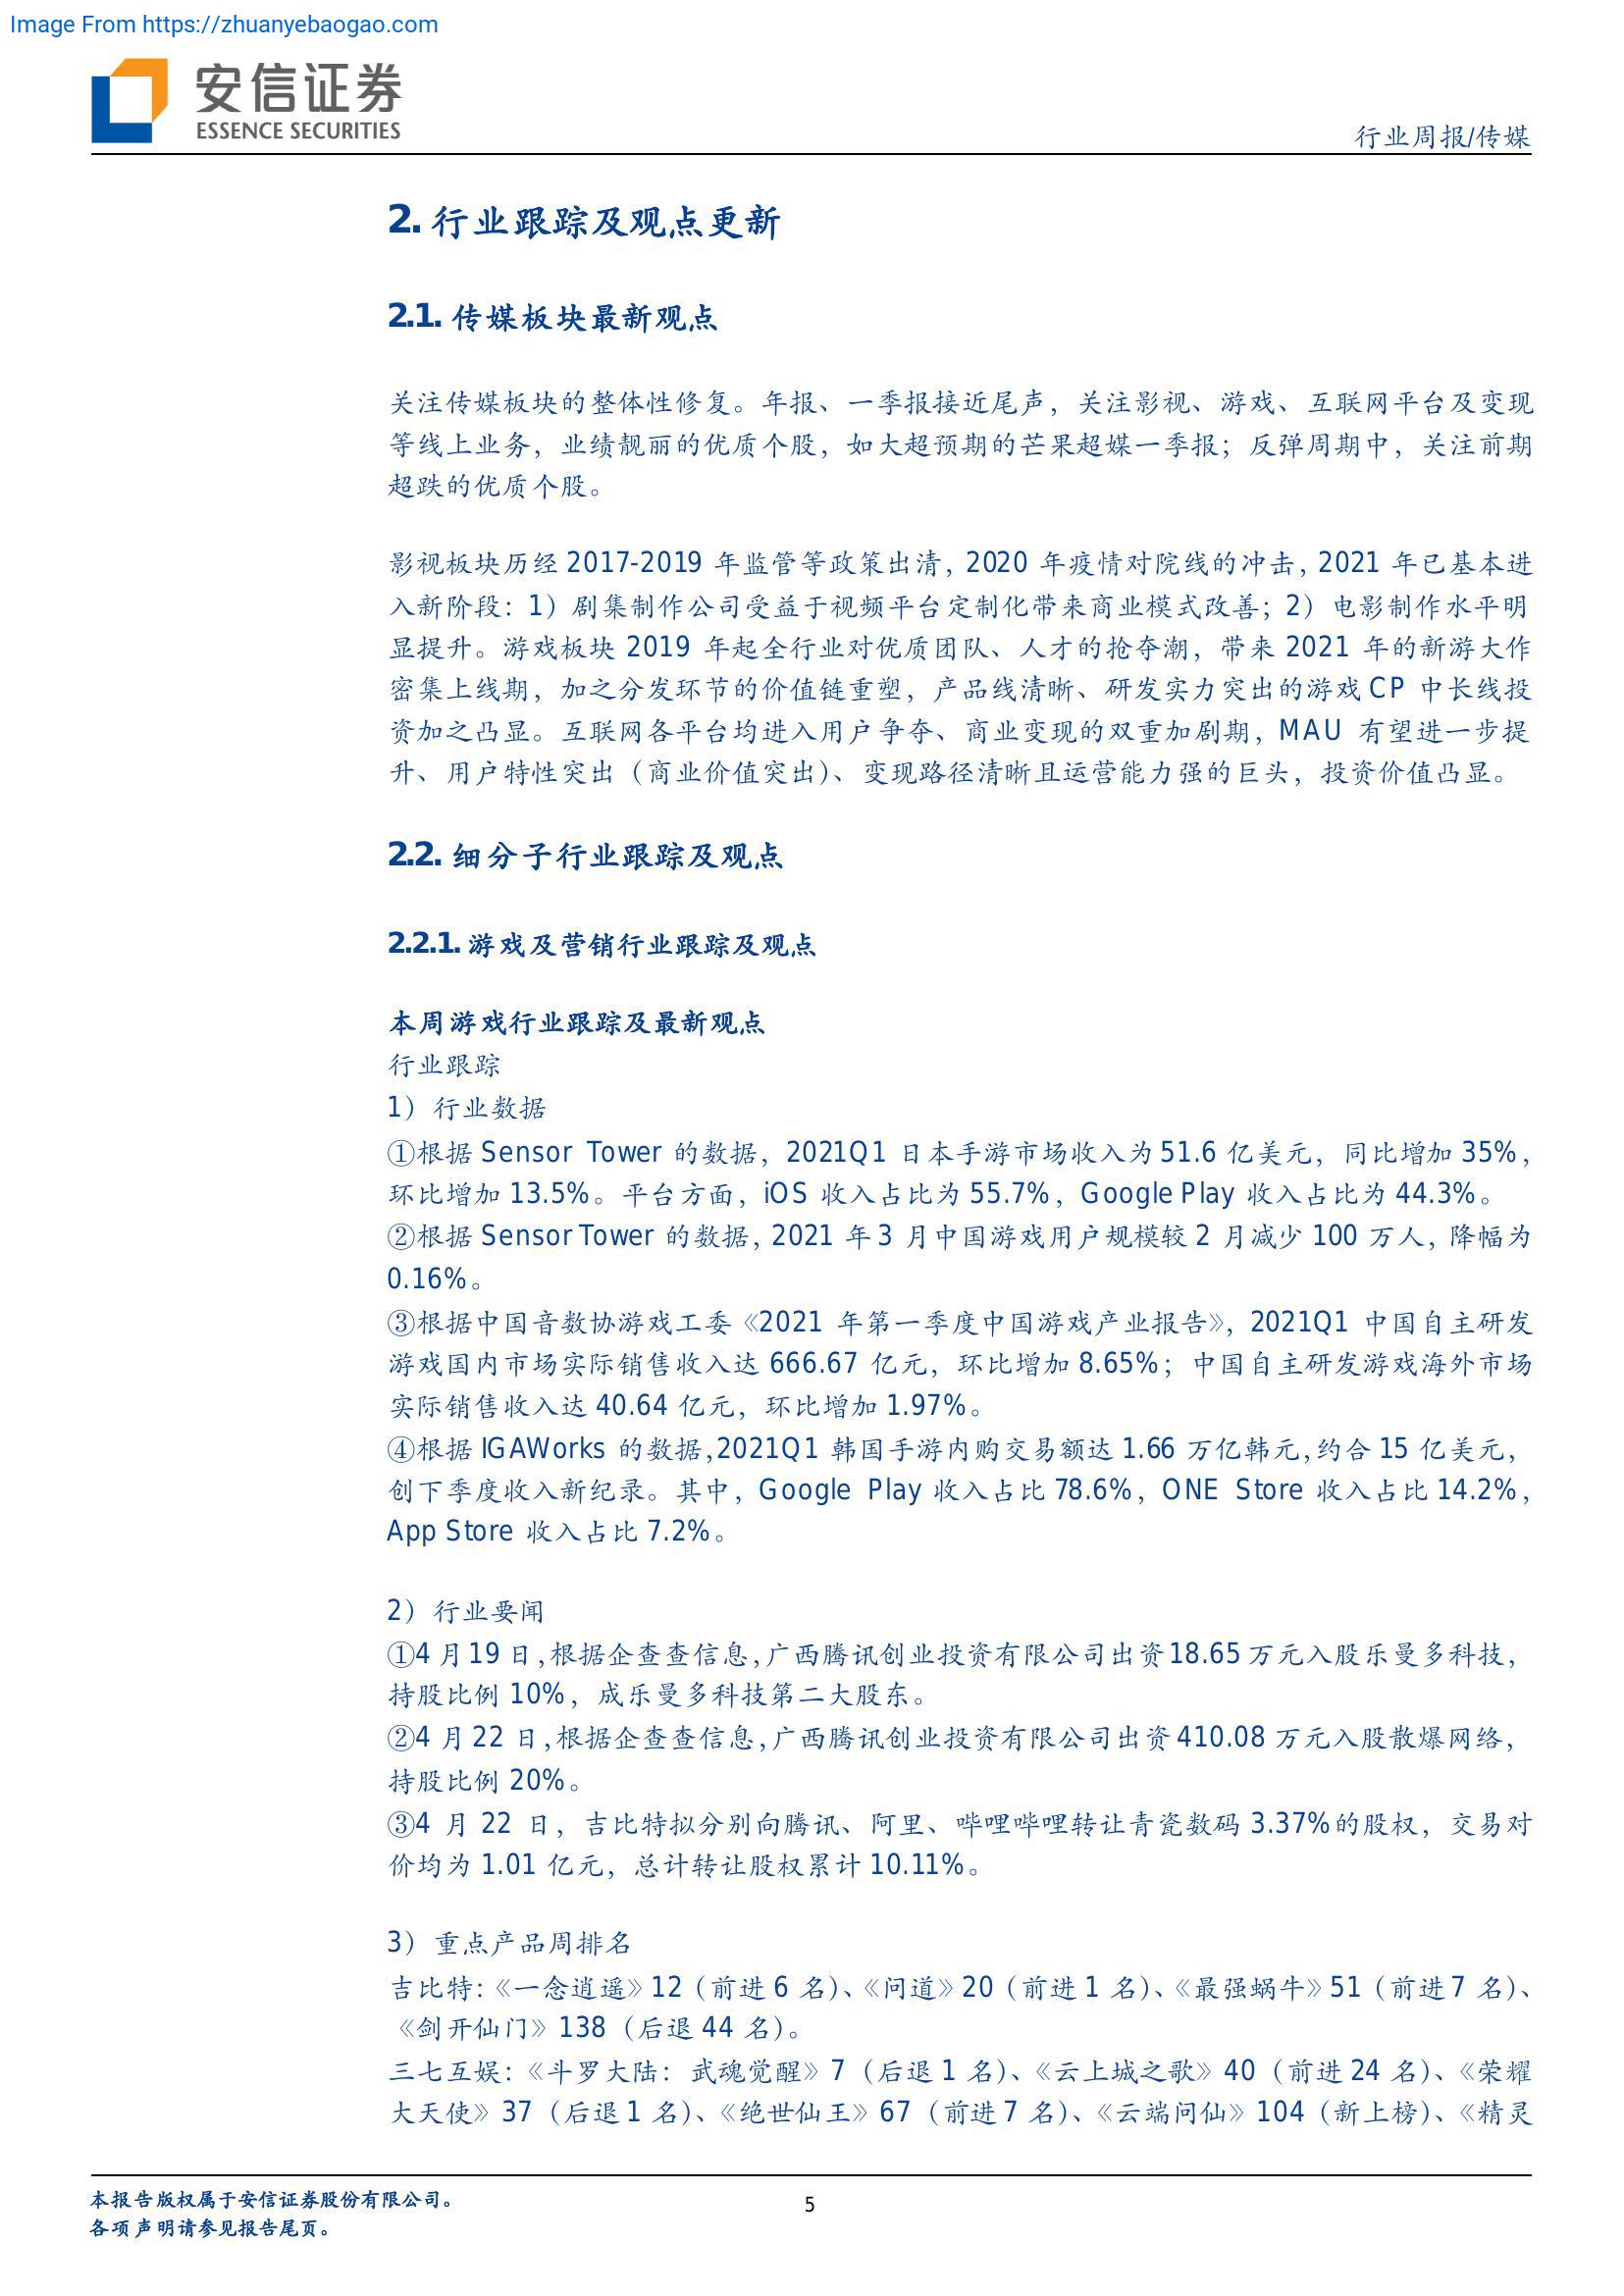 Image From https://zhuanyebaogao.com
安信证券
ESSENCE SECURITIES
行业周报/传媒
2. 行业跟踪及观点更新
2.1. 传媒板块最新观点
关注传媒板块的整体性修复。年报、一季报接近尾声，关注影视、游戏、互联网平台及变现
等线上业务，业绩靓丽的优质个股，如大超预期的芒果超媒一季报；反弹周期中，关注前期
超跌的优质个股。
影视板块历经 2017-2019 年监管等政策出清，2020 年疫情对院线的冲击，2021 年已基本进
入新阶段：1）剧集制作公司受益于视频平台定制化带来商业模式改善；2）电影制作水平明
显提升。游戏板块 2019 年起全行业对优质团队、人才的抢夺潮，带来 2021 年的新游大作
密集上线期，加之分发环节的价值链重塑，产品线清晰、研发实力突出的游戏 CP 中长线投
资加之凸显。互联网各平台均进入用户争夺、商业变现的双重加剧期，MAU 有望进一步提
升、用户特性突出（商业价值突出）、变现路径清晰且运营能力强的巨头，投资价值凸显。
2.2. 细分子行业跟踪及观点
2.2.1. 游戏及营销行业跟踪及观点
本周游戏行业跟踪及最新观点
行业跟踪
1）行业数据
①根据 Sensor Tower 的数据，2021Q1 日本手游市场收入为 51.6 亿美元，同比增加 35%，
环比增加 13.5%。平台方面，iOS 收入占比为 55.7%，Google Play 收入占比为 44.3%。
②根据 Sensor Tower 的数据，2021 年 3 月中国游戏用户规模较 2 月减少 100 万人，降幅为
0.16%。
③根据中国音数协游戏工委《2021 年第一季度中国游戏产业报告》，2021Q1 中国自主研发
游戏国内市场实际销售收入达 666.67 亿元，环比增加 8.65%；中国自主研发游戏海外市场
实际销售收入达 40.64 亿元，环比增加 1.97%。
④根据 IGAWorks 的数据，2021Q1 韩国手游内购交易额达 1.66 万亿韩元，约合 15 亿美元，
创下季度收入新纪录。其中，Google Play 收入占比 78.6%，ONE Store 收入占比 14.2%，
App Store 收入占比 7.2%。
2）行业要闻
①4 月 19 日，根据企查查信息，广西腾讯创业投资有限公司出资 18.65 万元入股乐曼多科技，
持股比例 10%，成乐曼多科技第二大股东。
②4 月 22 日，根据企查查信息，广西腾讯创业投资有限公司出资 410.08 万元入股散爆网络，
持股比例 20%。
③4 月 22 日，吉比特拟分别向腾讯、阿里、哔哩哔哩转让青瓷数码 3.37%的股权，交易对
价均为 1.01 亿元，总计转让股权累计 10.11%。
3）重点产品周排名
吉比特：《一念逍遥》12（前进 6 名）、《问道》20（前进 1 名）、《最强蜗牛》51（前进 7 名）、
《剑开仙门》138（后退 44 名）。
三七互娱：《斗罗大陆：武魂觉醒》7（后退 1 名）、《云上城之歌》40（前进 24 名）、《荣耀
大天使》37（后退 1 名）、《绝世仙王》67（前进 7 名）、《云端问仙》104（新上榜）、《精灵
本报告版权属于安信证券股份有限公司。
5
各项声明请参见报告尾页。